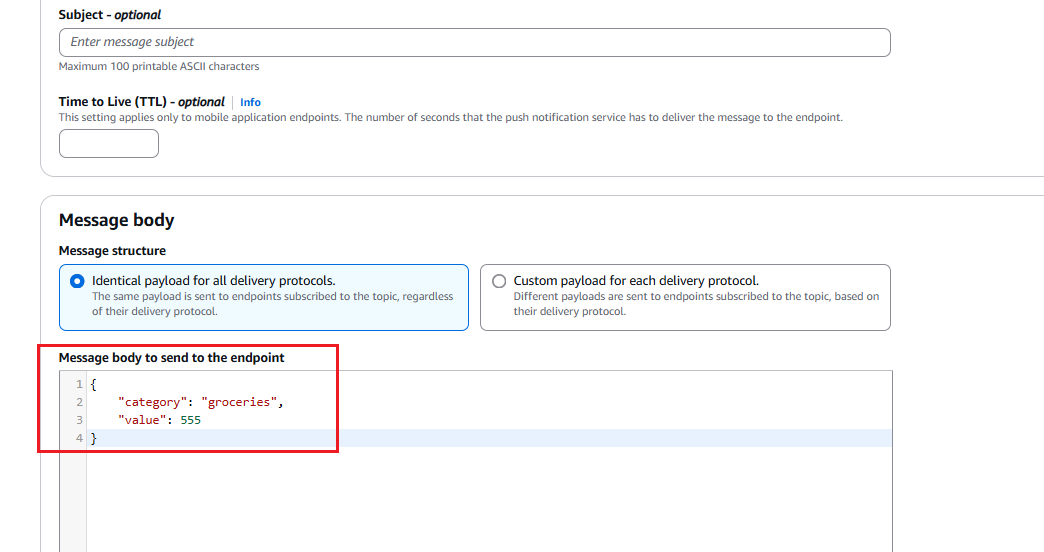 Subject - optional
Enter message subject
Maximum 100 printable ASCII characters
Time to Live (TTL) - optional | Info
This setting applies only to mobile application endpoints. The number of seconds that the push notification service has to deliver the message to the endpoint.
Message body
Message structure
Identical payload for all delivery protocols.
The same payload is sent to endpoints subscribed to the topic, regardless
of their delivery protocol.
Custom payload for each delivery protocol.
Different payloads are sent to endpoints subscribed to the topic, based on
their delivery protocol.
Message body to send to the endpoint
1 {
2     "category": "groceries",
3     "value": 555
4 }